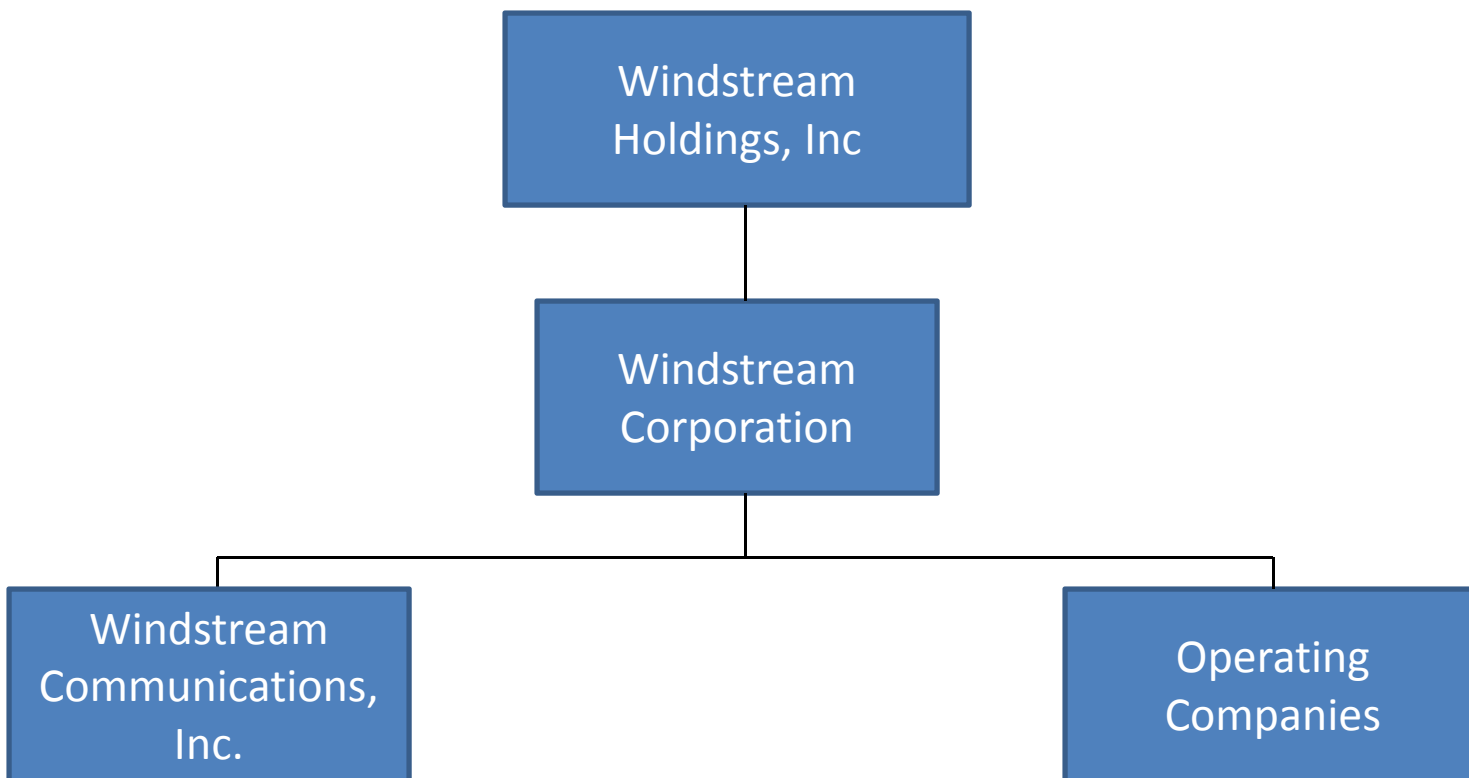 Windstream
Holdings, Inc
Windstream
Corporation
Windstream
Communications,
Inc.
Operating
Companies